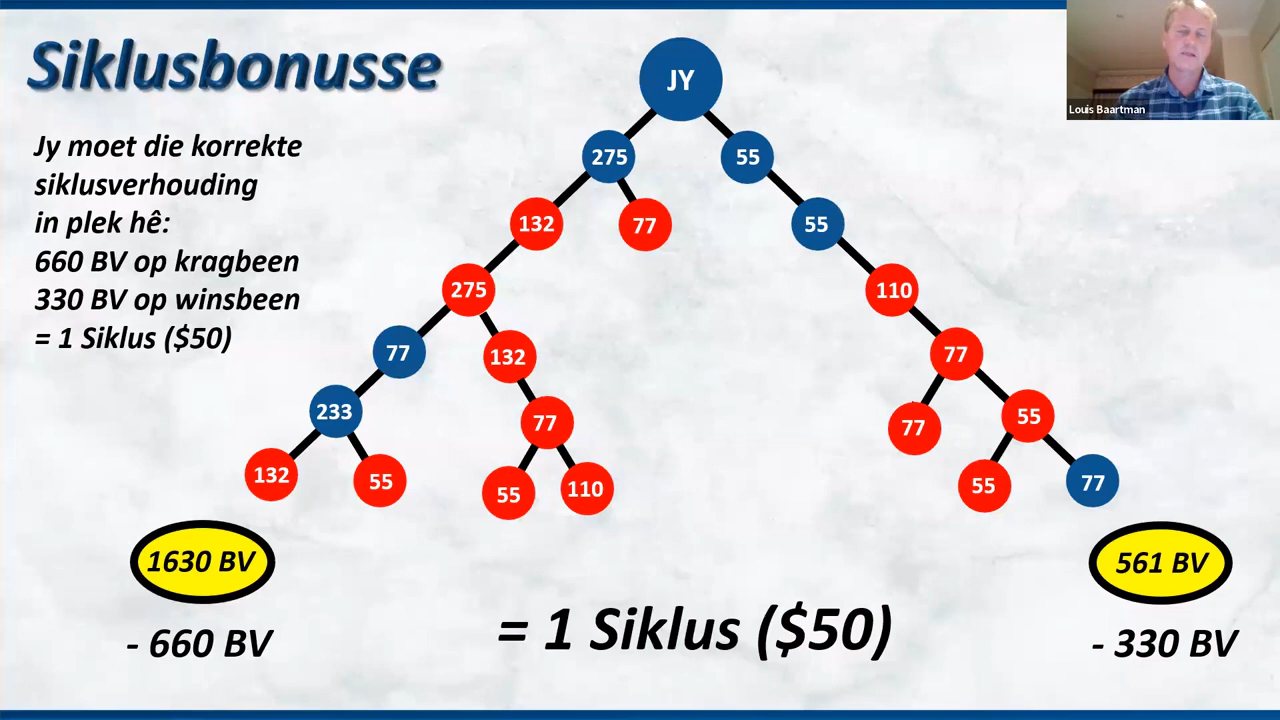 Siklusbonusse
Louis Baartman
Jy moet die korrekte
siklusverhouding
in plek hê:
660 BV op kragbeen
330 BV op winsbeen
= 1 Siklus ($50)
JY
275
55
132
77
55
275
110
77
132
77
233
77
77
55
132
55
55
110
55
77
1630 BV
561 BV
- 660 BV
= 1 Siklus ($50)
- 330 BV